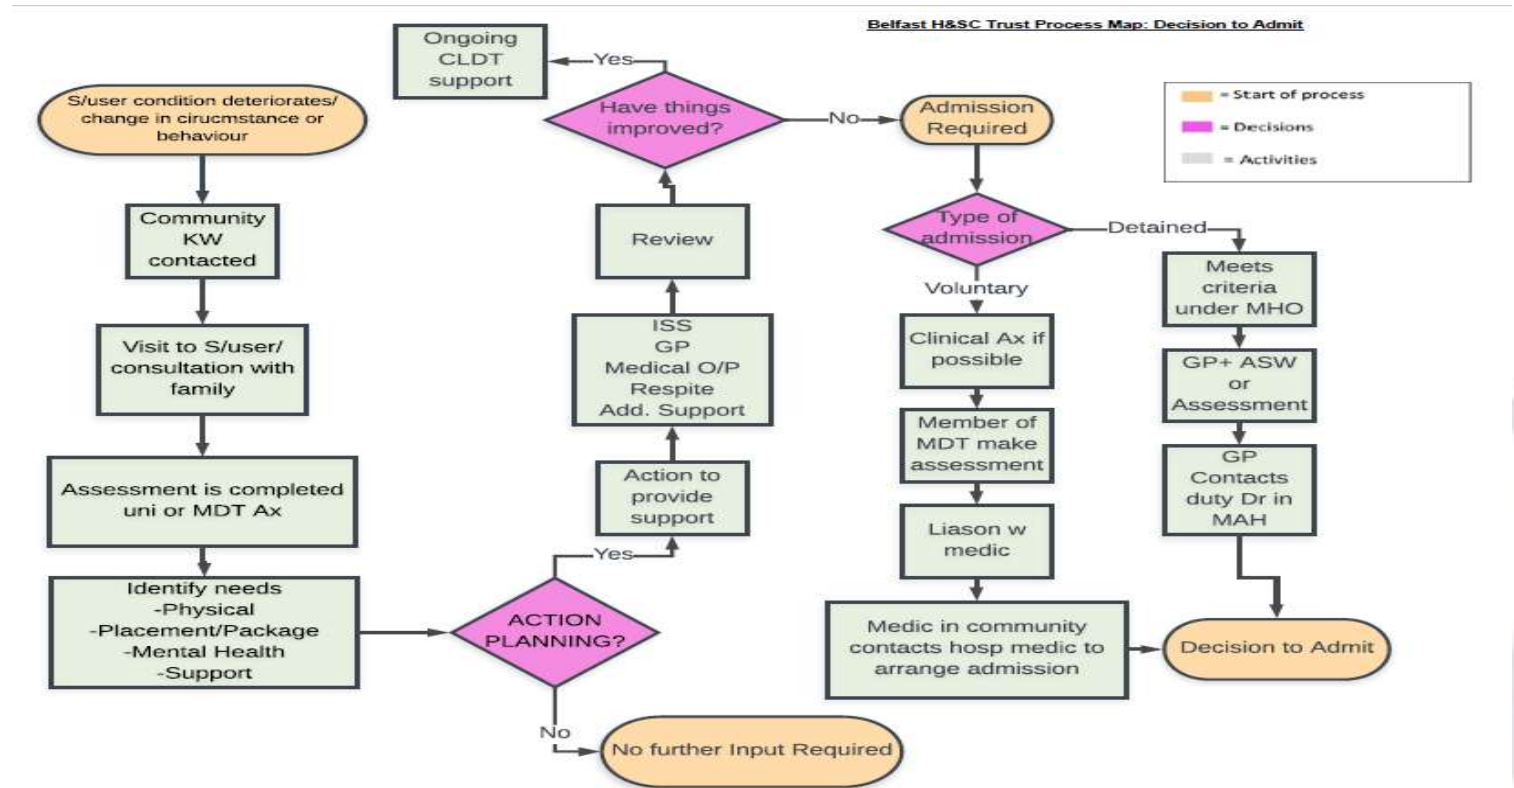 Belfast H&SC Trust Process Map: Decision to Admit
= Start of process
= Decisions
= Activities
S/user condition deteriorates/
change in cirucmstance or
behaviour
Community
KW
contacted
Visit to S/user/
consultation with
family
Assessment is completed
uni or MDT Ax
Identify needs
-Physical
-Placement/Package
-Mental Health
-Support
ACTION
PLANNING?
No
No further Input Required
Yes
Action to
provide
support
ISS
GP
Medical O/P
Respite
Add. Support
Review
Have things
improved?
Yes
Ongoing
CLDT
support
No
Admission
Required
Type of
admission
Voluntary
Clinical Ax if
possible
Member of
MDT make
assessment
Liason w
medic
Medic in community
contacts hosp medic to
arrange admission
Detained
Meets
criteria
under MHO
GP+ ASW
or
Assessment
GP
Contacts
duty Dr in
MAH
Decision to Admit